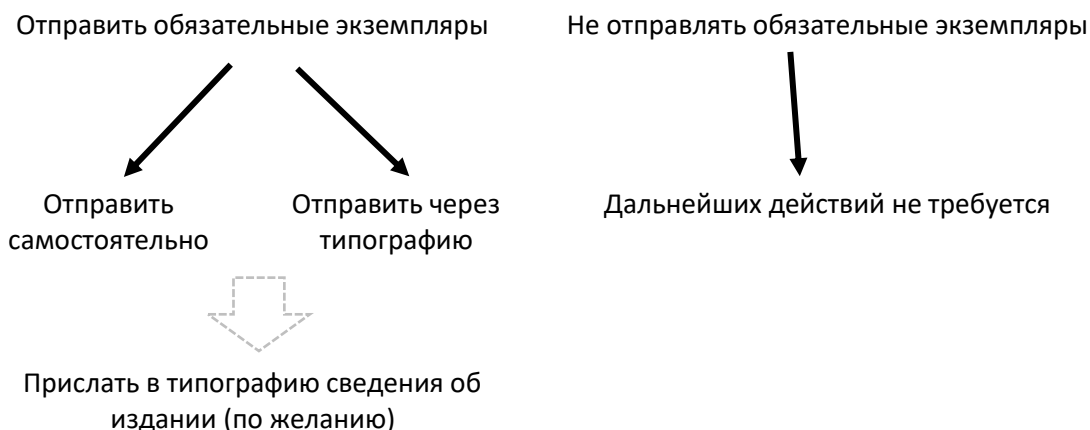 Отправить обязательные экземпляры
Не отправлять обязательные экземпляры
Отправить
самостоятельно
Отправить через
типографию
Дальнейших действий не требуется
Прислать в типографию сведения об
издании (по желанию)